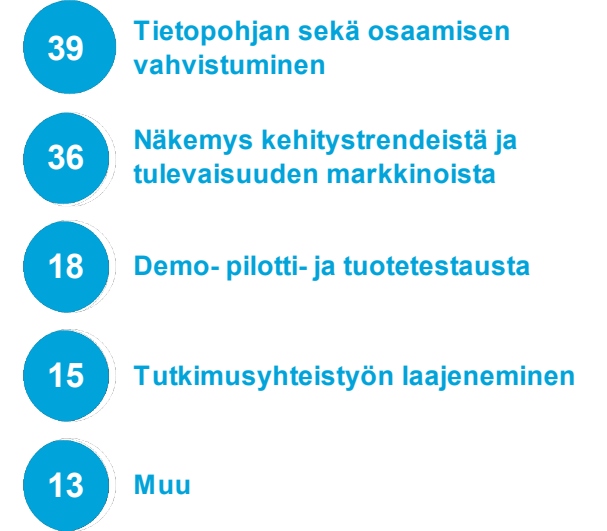 39
Tietopohjan sekä osaamisen
vahvistuminen
36
Näkemys kehitystrendeistä ja
tulevaisuuden markkinoista
18
Demo- pilotti- ja tuotetestausta
15
Tutkimusyhteistyön laajeneminen
13
Muu